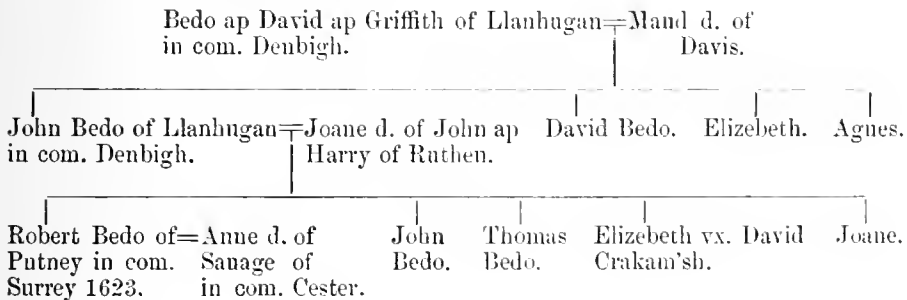 Bedo ap David ap Griffith of Llanhugan=Maud d. of
in com. Denbigh. Davis.
John Bedo of Llanhugan=Joane d. of John ap David Bedo. Elizebeth. Agnes.
in com. Denbigh. Harry of Ruthen.
Robert Bedo of=Anne d. of John Thomas Elizebeth vx. David Joane.
Putney in com. Sauage of Bedo. Bedo. Crakam'sh.
Surrey 1623. in com. Cester.